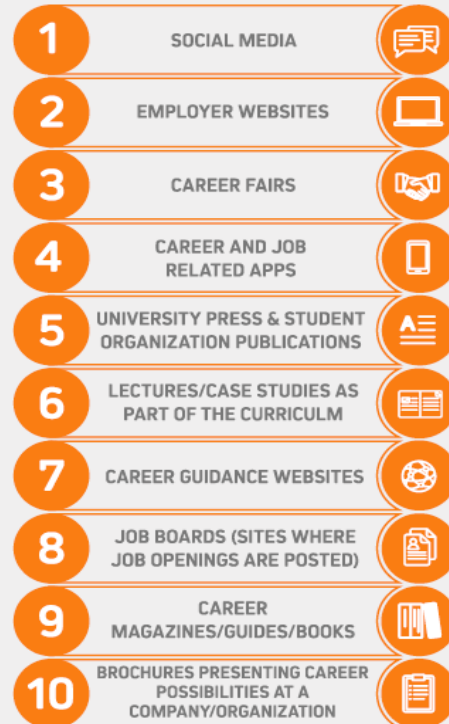 1
SOCIAL MEDIA
2
EMPLOYER WEBSITES
3
CAREER FAIRS
4
CAREER AND JOB
RELATED APPS
5
UNIVERSITY PRESS & STUDENT
ORGANIZATION PUBLICATIONS
6
LECTURES/CASE STUDIES AS
PART OF THE CURRICULM
7
CAREER GUIDANCE WEBSITES
8
JOB BOARDS (SITES WHERE
JOB OPENINGS ARE POSTED)
9
CAREER
MAGAZINES/GUIDES/BOOKS
10
BROCHURES PRESENTING CAREER
POSSIBILITIES AT A
COMPANY/ORGANIZATION